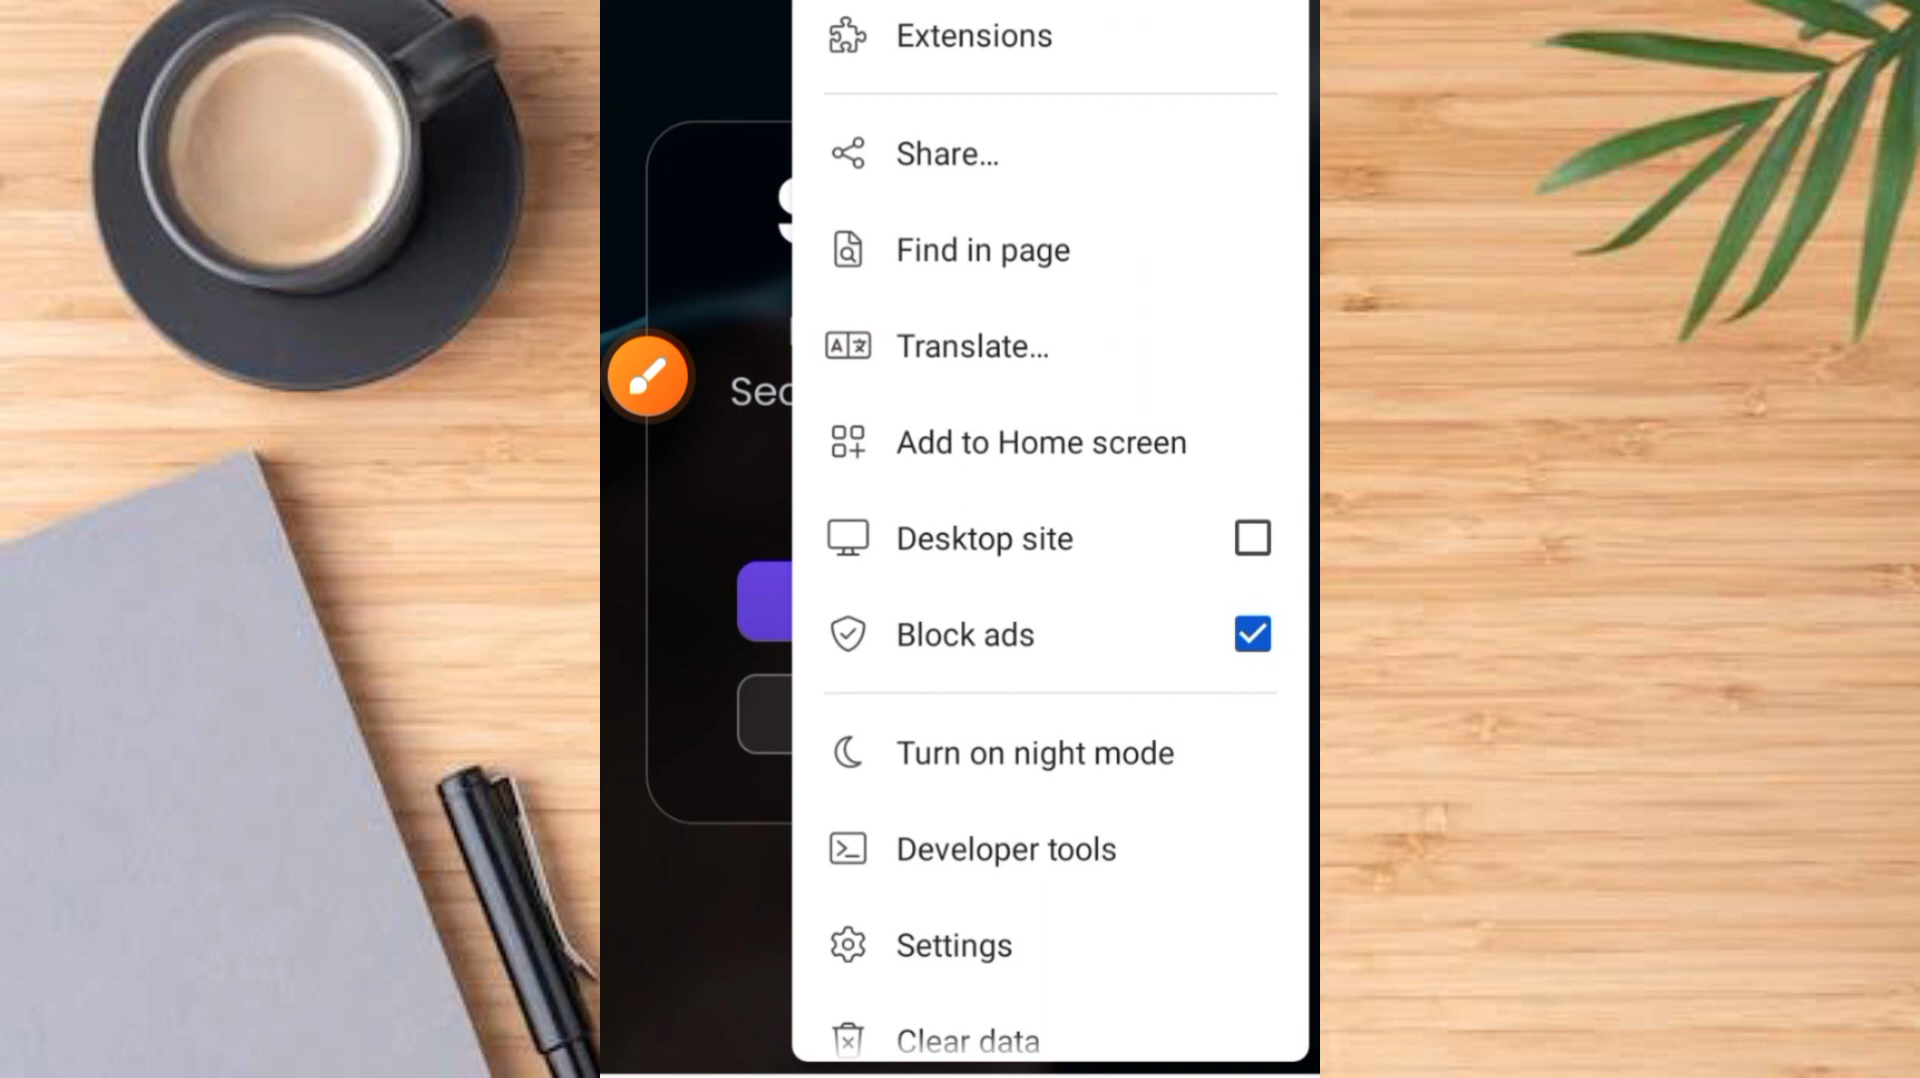 Extensions
Share...
Find in page
Sec
Translate...
Add to Home screen
Desktop site
Block ads
Turn on night mode
Developer tools
Settings
Clear data